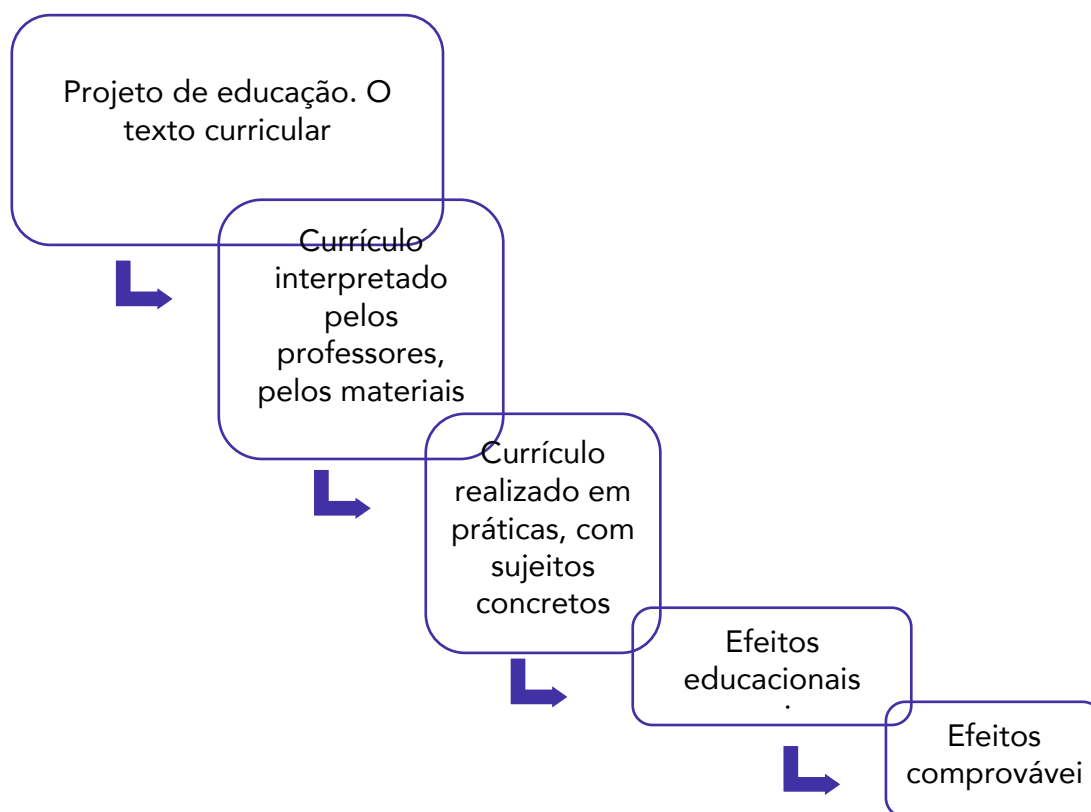 Projeto de educação. O
texto curricular
Currículo
interpretado
pelos
professores,
pelos materiais
Currículo
realizado em
práticas, com
sujeitos
concretos
Efeitos
educacionais
.
Efeitos
comprovávei